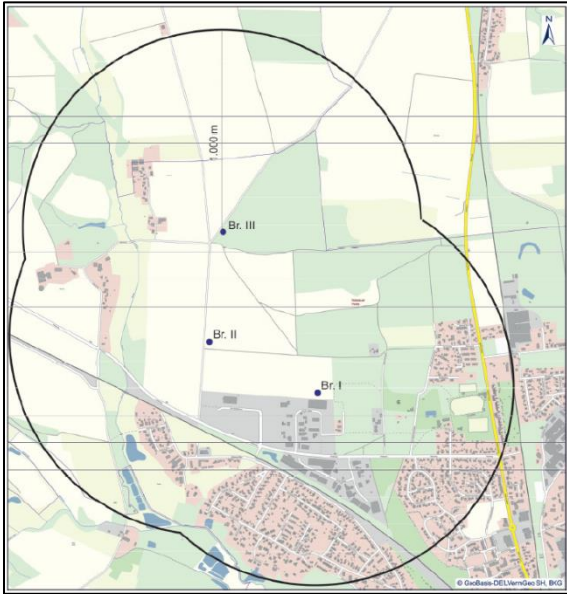 N
1.000 m
Br. III
Br. II
Br. I
© GeoBasis-DE/LVermGeo SH, BKG